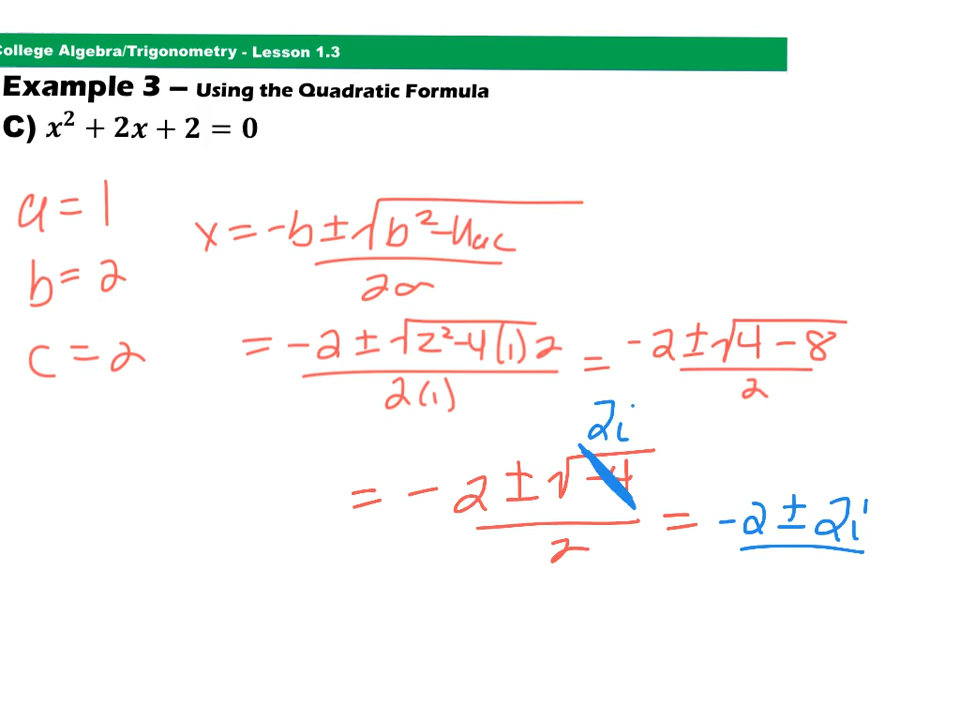 College Algebra/Trigonometry - Lesson 1.3
Example 3 – Using the Quadratic Formula
C) x² + 2x + 2 = 0
a = 1
x = -b ± √(b² - 4ac) / 2a
b = 2
c = 2
= -2 ± √(2² - 4(1)2) / 2(1) = -2 ± √(4 - 8) / 2
2i
= -2 ± √-4 / 2 = -2 ± 2i